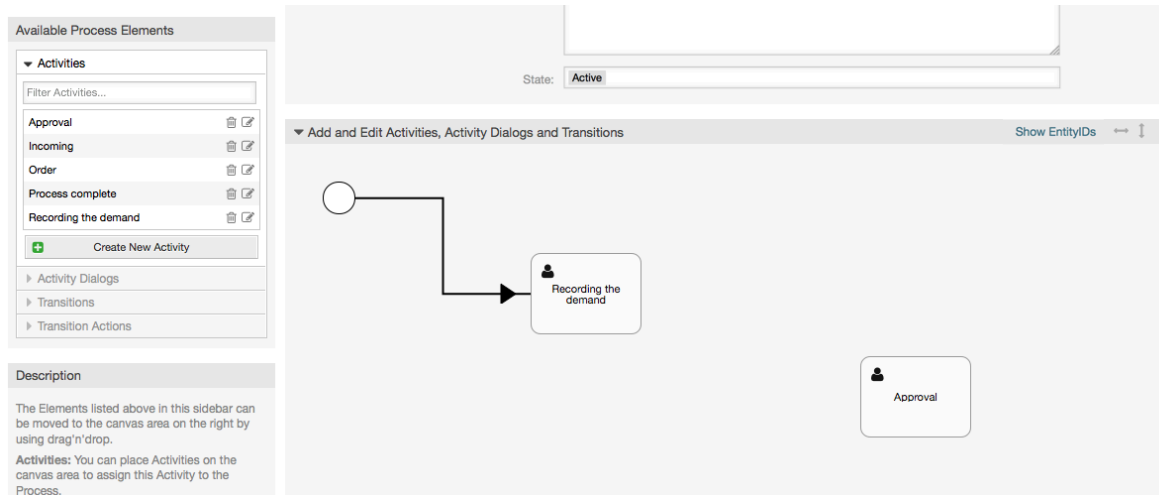 Available Process Elements
Activities
Filter Activities...
Approval
Incoming
Order
Process complete
Recording the demand
Create New Activity
Activity Dialogs
Transitions
Transition Actions
Description
The Elements listed above in this sidebar can
be moved to the canvas area on the right by
using drag'n'drop.
Activities: You can place Activities on the
canvas area to assign this Activity to the
Process.
State: Active
Add and Edit Activities, Activity Dialogs and Transitions
Show EntityIDs
Recording the
demand
Approval